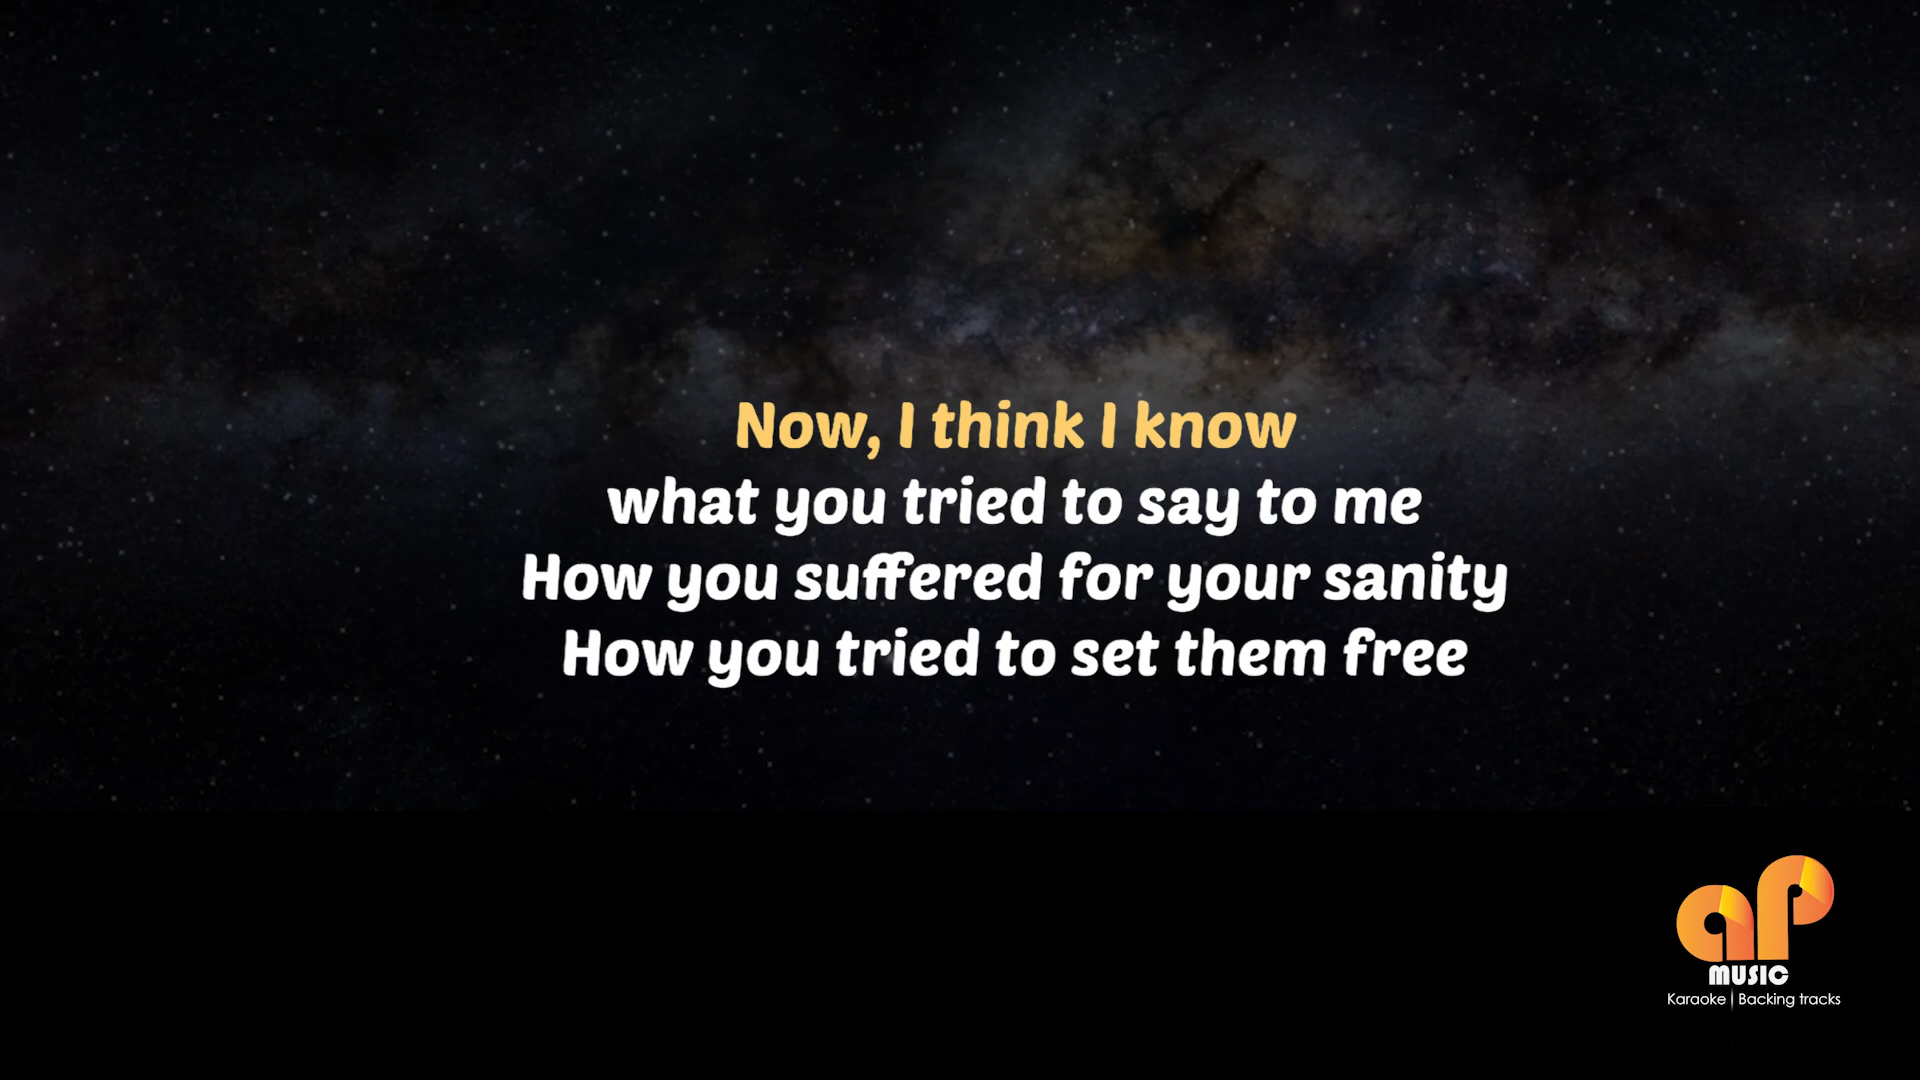 Now, I think I know
what you tried to say to me
How you suffered for your sanity
How you tried to set them free
aP
MUSIC
Karaoke | Backing tracks